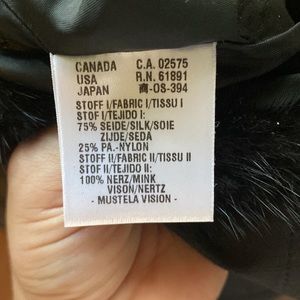 CANADA C.A. 02575
USA R.N. 61891
JAPAN -OS-394
STOFF I/FABRIC I/TISSU I
STOF I/TEJIDO I:
75% SEIDE/SILK/SOIE
ZIJDE/SEDA
25% PA.-NYLON
STOFF II/FABRIC II/TISSU II
STOF II/TEJIDO II:
100% NERZ/MINK
VISON/NERTZ
- MUSTELA VISION -